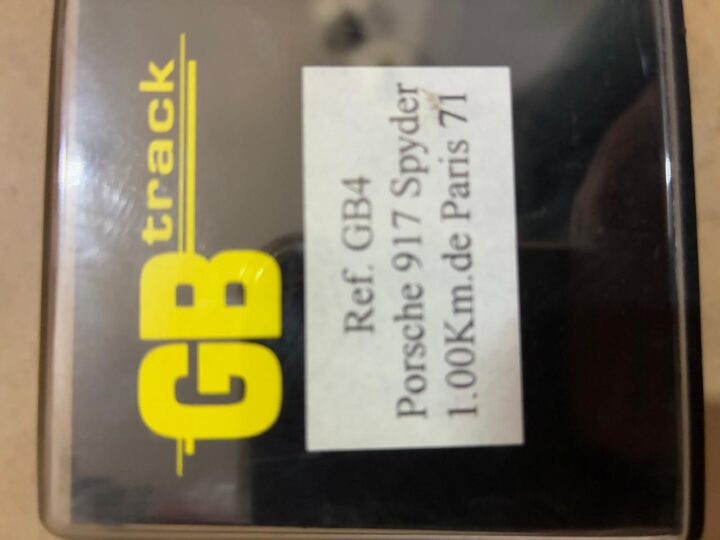 GB track
Ref. GB4
Porsche 917 Spyder
1.00Km.de Paris 71